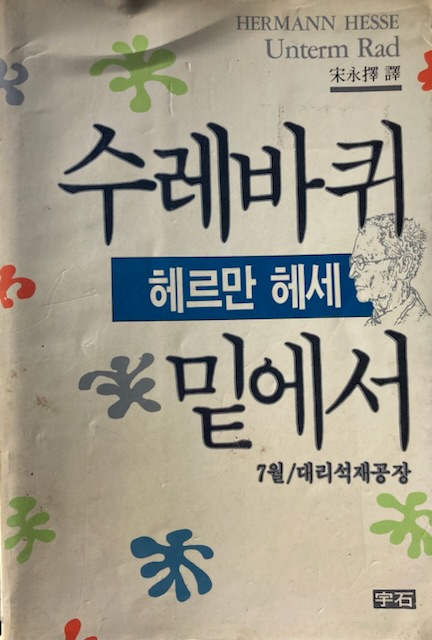 HERMANN HESSE
Unterm Rad
宋永擇 譯
수레바퀴
헤르만 헤세
밑에서
7월/대리석재공장
宇石